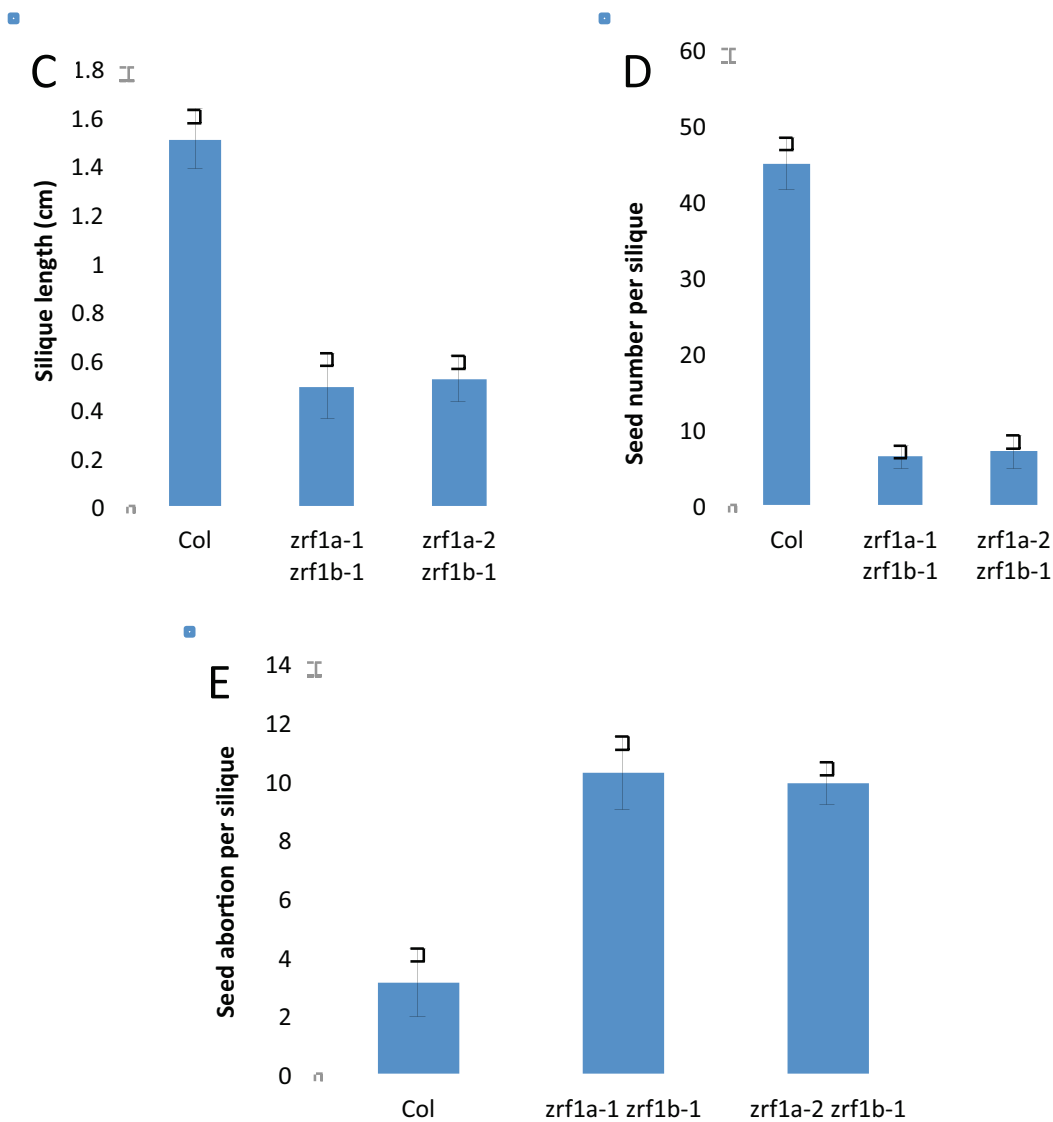 C
Silique length (cm)
1.8
1.6
1.4
1.2
1
0.8
0.6
0.4
0.2
0
Col
zrf1a-1
zrf1b-1
zrf1a-2
zrf1b-1
D
Seed number per silique
60
50
40
30
20
10
0
Col
zrf1a-1
zrf1b-1
zrf1a-2
zrf1b-1
E
Seed abortion per silique
14
12
10
8
6
4
2
0
Col
zrf1a-1 zrf1b-1
zrf1a-2 zrf1b-1